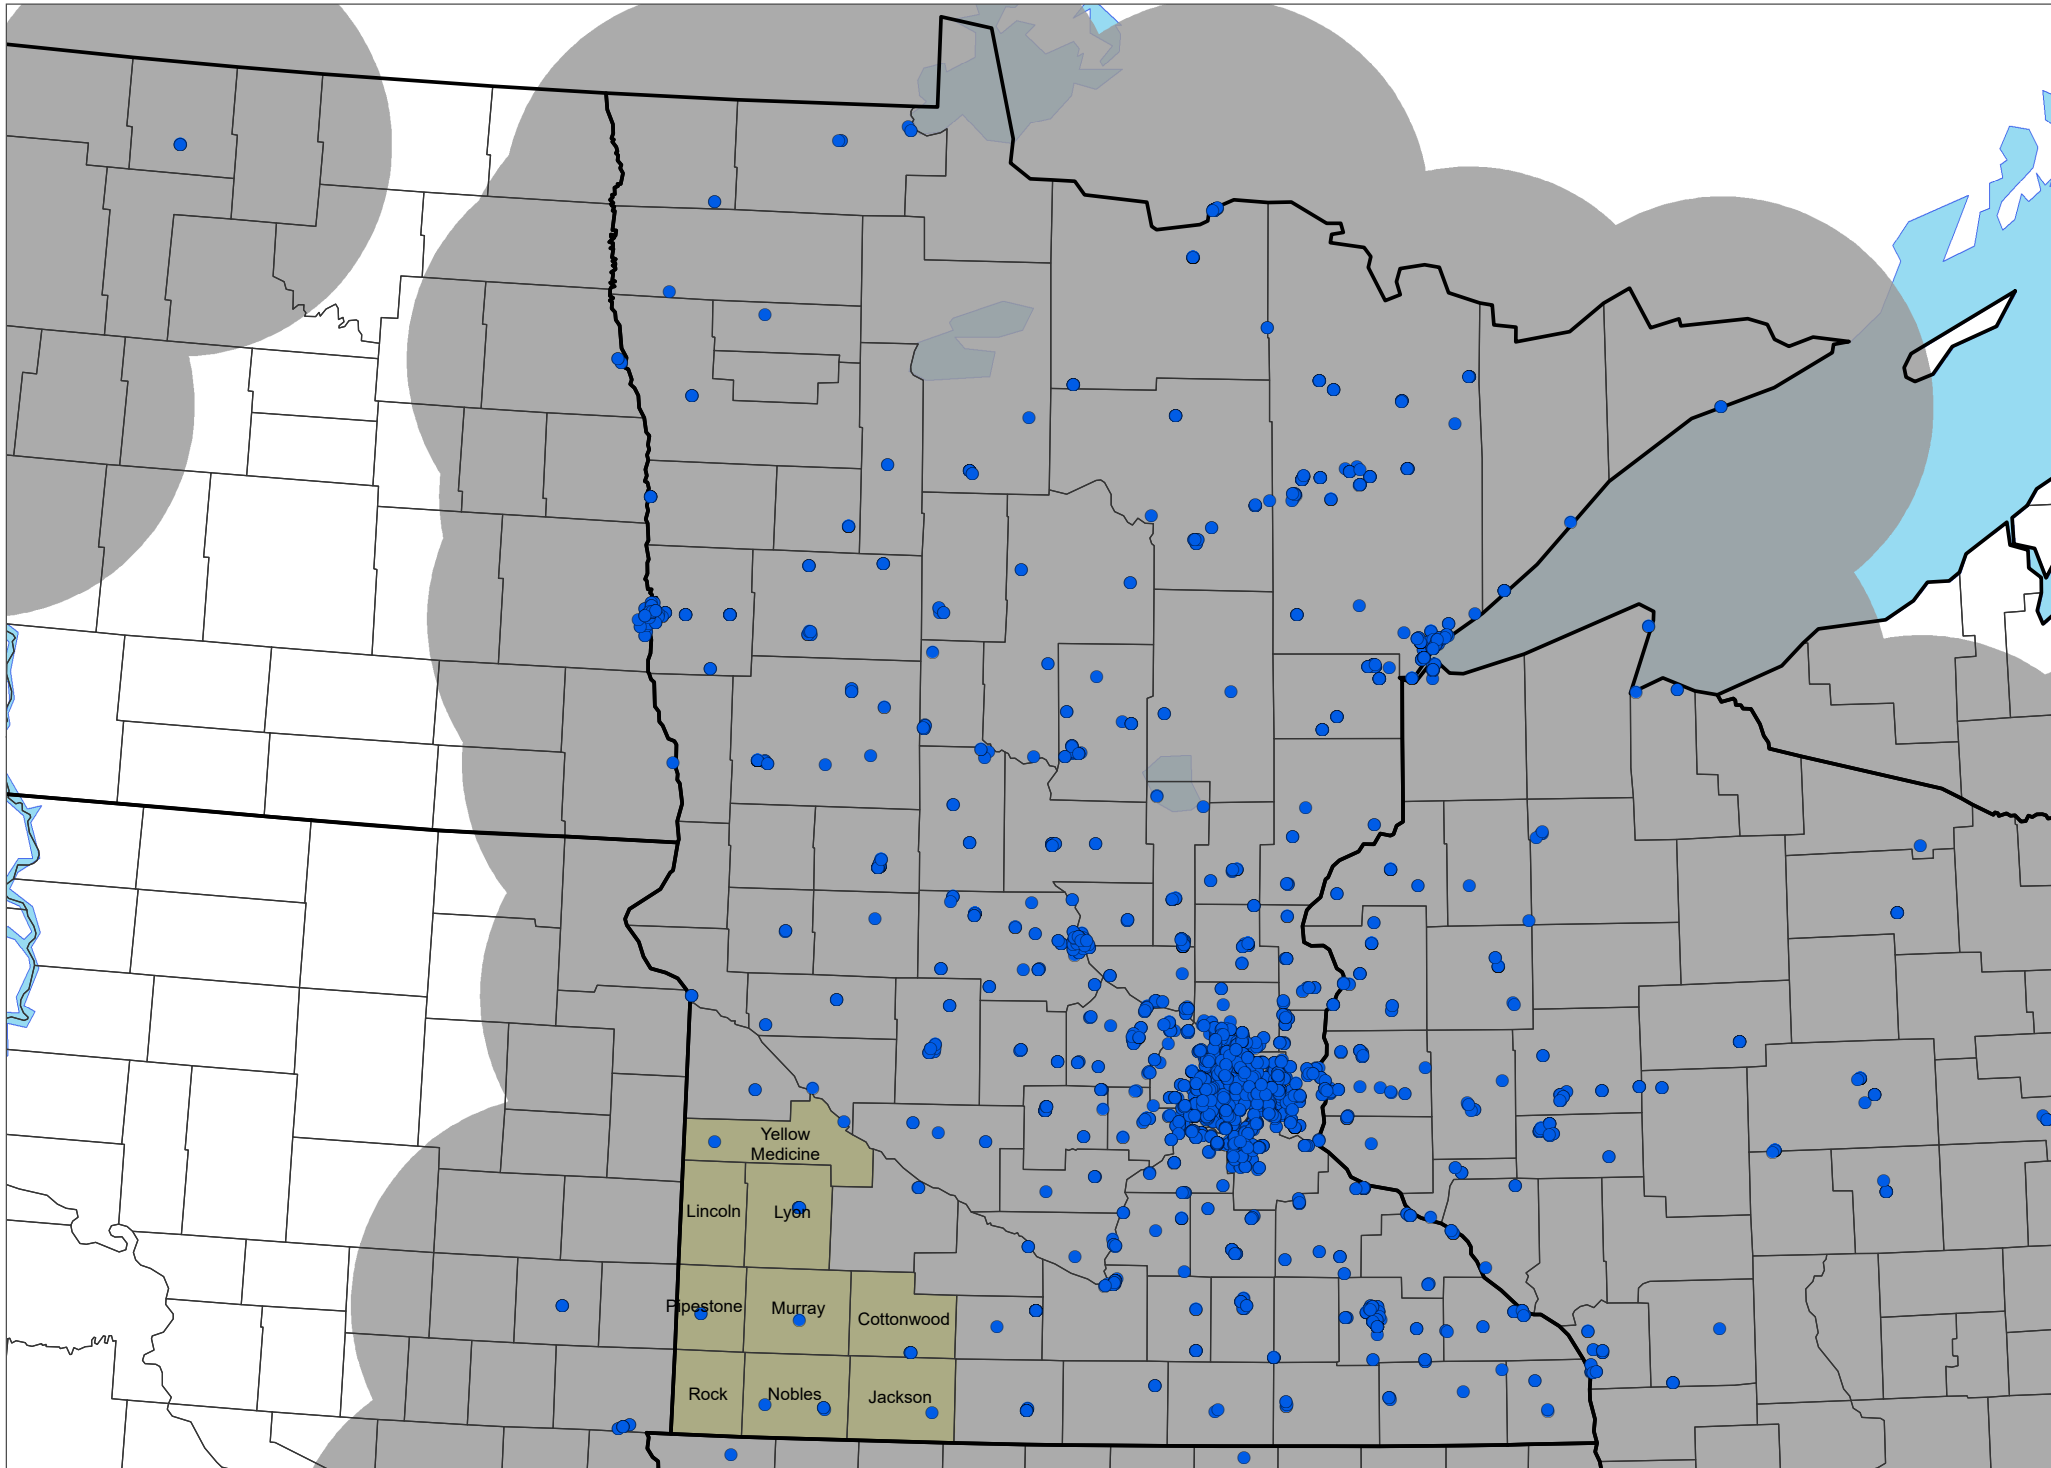 Yellow
Medicine
Lincoln
Lyon
Pipestone
Murray
Cottonwood
Rock
Nobles
Jackson